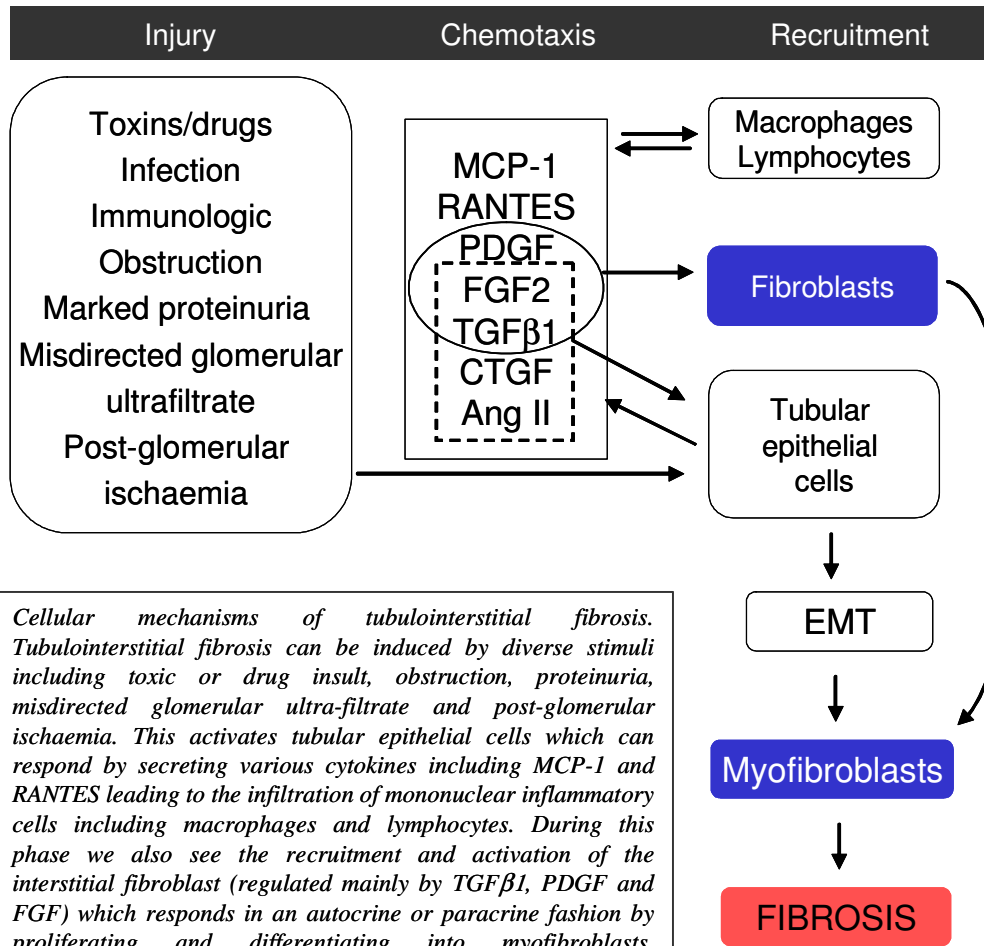 Injury
Chemotaxis
Recruitment
Toxins/drugs
Infection
Immunologic
Obstruction
Marked proteinuria
Misdirected glomerular
ultrafiltrate
Post-glomerular
ischaemia
MCP-1
RANTES
PDGF
FGF2
TGFβ1
CTGF
Ang II
Macrophages
Lymphocytes
Fibroblasts
Tubular
epithelial
cells
EMT
Myofibroblasts
FIBROSIS
Cellular mechanisms of tubulointerstitial fibrosis.
Tubulointerstitial fibrosis can be induced by diverse stimuli
including toxic or drug insult, obstruction, proteinuria,
misdirected glomerular ultra-filtrate and post-glomerular
ischaemia. This activates tubular epithelial cells which can
respond by secreting various cytokines including MCP-1 and
RANTES leading to the infiltration of mononuclear inflammatory
cells including macrophages and lymphocytes. During this
phase we also see the recruitment and activation of the
interstitial fibroblast (regulated mainly by TGFβ1, PDGF and
FGF) which responds in an autocrine or paracrine fashion by
proliferating and differentiating into myofibroblasts.